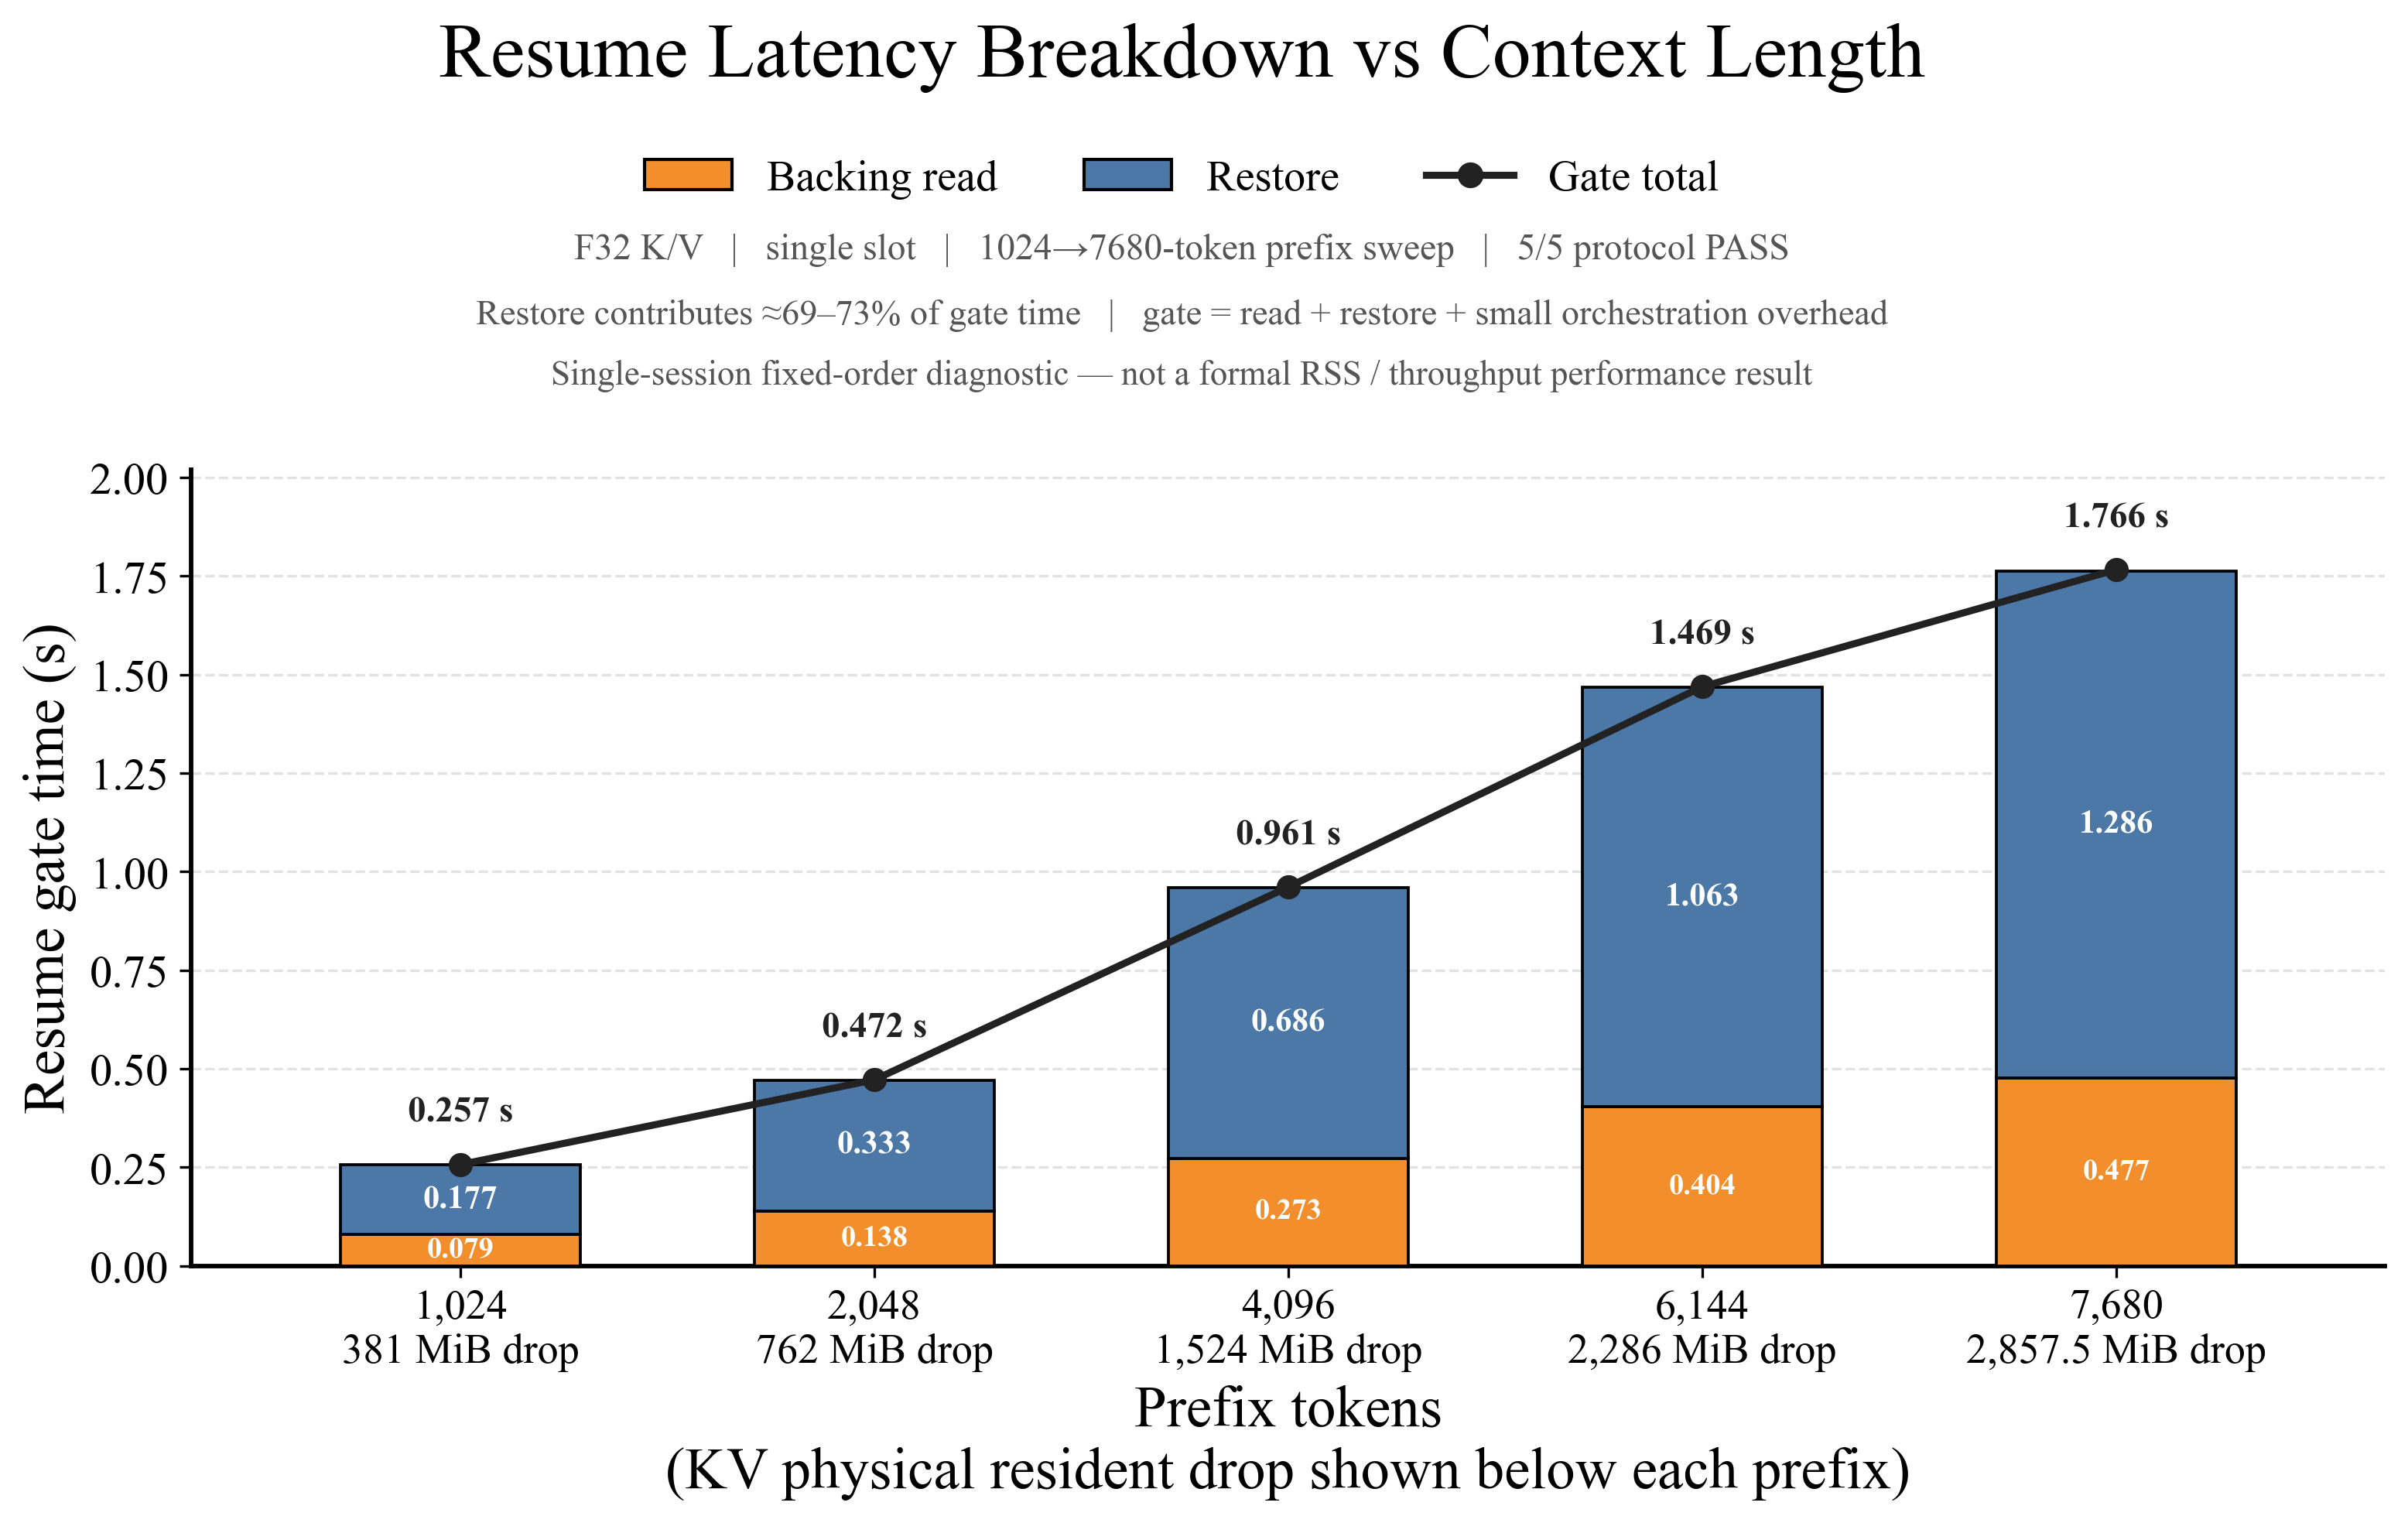 Resume Latency Breakdown vs Context Length
Backing read   Restore   Gate total
F32 K/V | single slot | 1024→7680-token prefix sweep | 5/5 protocol PASS
Restore contributes ≈69–73% of gate time | gate = read + restore + small orchestration overhead
Single-session fixed-order diagnostic — not a formal RSS / throughput performance result
Resume gate time (s)
2.00
1.75
1.50
1.25
1.00
0.75
0.50
0.25
0.00
0.257 s
0.177
0.079
0.472 s
0.333
0.138
0.961 s
0.686
0.273
1.469 s
1.063
0.404
1.766 s
1.286
0.477
1,024   2,048   4,096   6,144   7,680
381 MiB drop   762 MiB drop   1,524 MiB drop   2,286 MiB drop   2,857.5 MiB drop
Prefix tokens
(KV physical resident drop shown below each prefix)